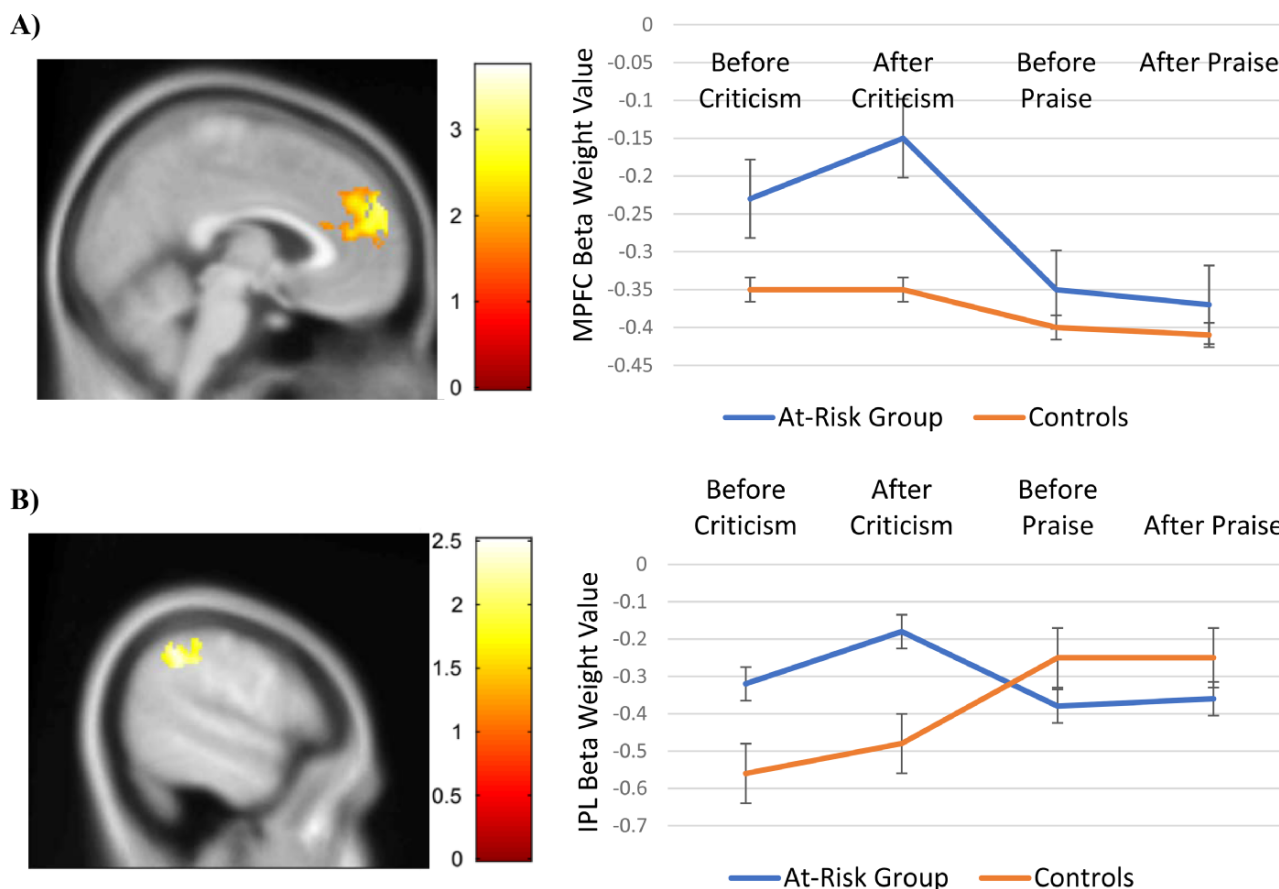 A)
3
2
1
0
MPFC Beta Weight Value
0
-0.05
-0.1
-0.15
-0.2
-0.25
-0.3
-0.35
-0.4
-0.45
Before
Criticism
After
Criticism
Before
Praise
After Praise
At-Risk Group
Controls
B)
2.5
2
1.5
1
0.5
0
IPL Beta Weight Value
Before
Criticism
After
Criticism
Before
Praise
After Praise
0
-0.1
-0.2
-0.3
-0.4
-0.5
-0.6
-0.7
At-Risk Group
Controls